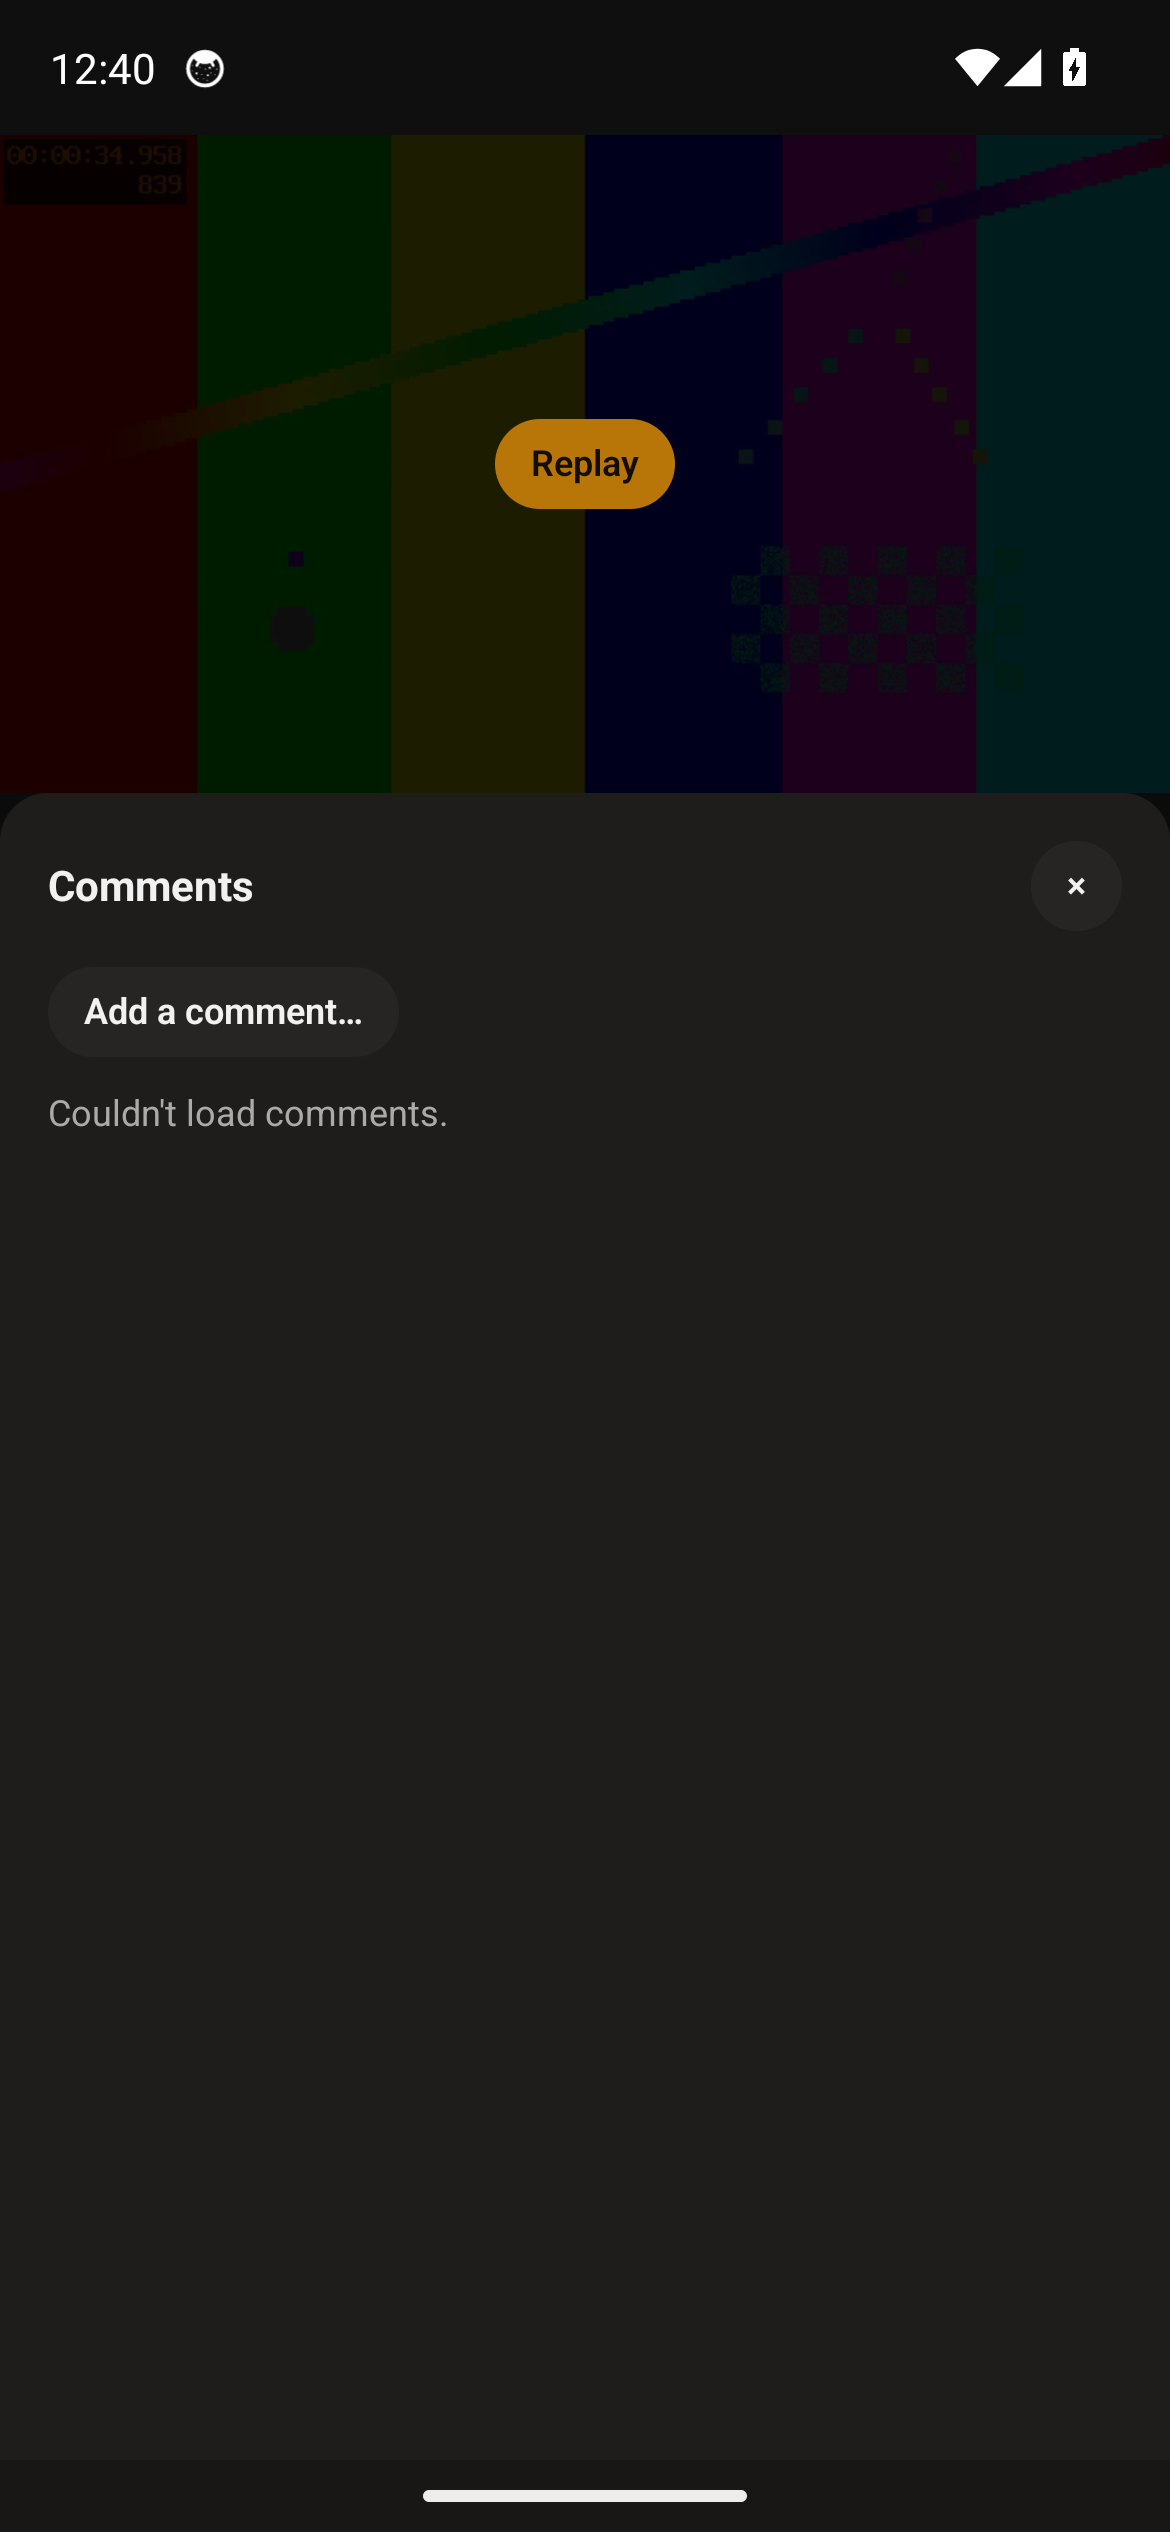 12:40
00:00:34.958
839
Replay
Comments
×
Add a comment...
Couldn't load comments.